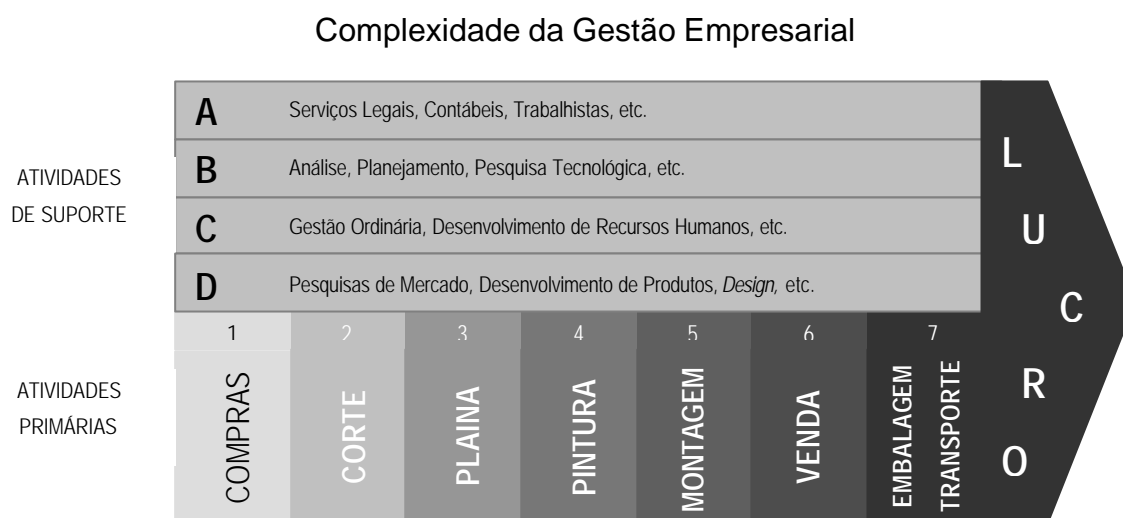 Complexidade da Gestão Empresarial
ATIVIDADES
DE SUPORTE
A Serviços Legais, Contábeis, Trabalhistas, etc.
B Análise, Planejamento, Pesquisa Tecnológica, etc.
C Gestão Ordinária, Desenvolvimento de Recursos Humanos, etc.
D Pesquisas de Mercado, Desenvolvimento de Produtos, Design, etc.
ATIVIDADES
PRIMÁRIAS
1 2 3 4 5 6 7
COMPRAS
CORTE
PLAINA
PINTURA
MONTAGEM
VENDA
EMBALAGEM
TRANSPORTE
L
U
C
R
O